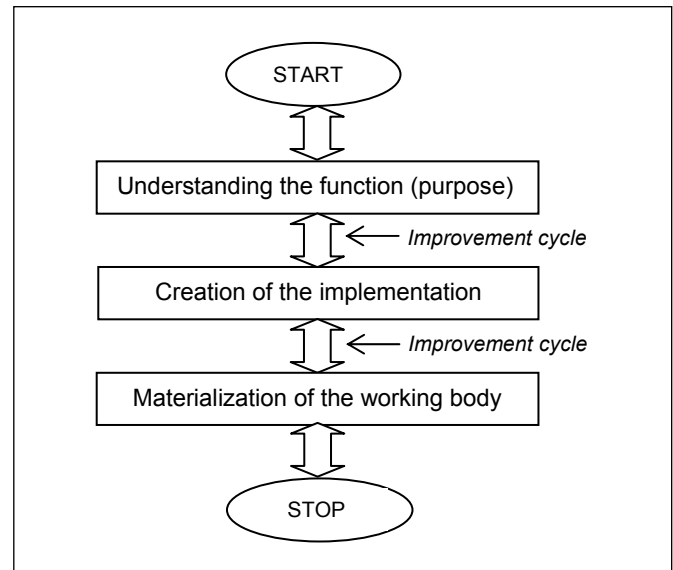 START
Understanding the function (purpose)
Improvement cycle
Creation of the implementation
Improvement cycle
Materialization of the working body
STOP